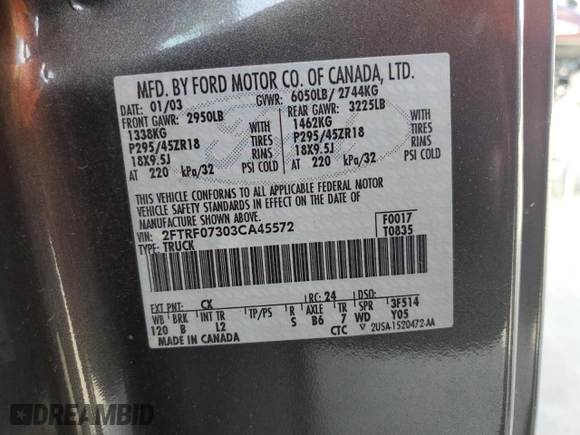 MFD. BY FORD MOTOR CO. OF CANADA, LTD.
DATE: 01/03 GVWR: 6050LB/ 2744KG
FRONT GAWR: 2950LB REAR GAWR: 3225LB
1338KG WITH 1462KG WITH
P295/45ZR18 TIRES P295/45ZR18 TIRES
18X9.5J RIMS 18X9.5J RIMS
AT 220 kPa/32 PSI COLD AT 220 kPa/32 PSI COLD
THIS VEHICLE CONFORMS TO ALL APPLICABLE FEDERAL MOTOR
VEHICLE SAFETY STANDARDS IN EFFECT ON THE DATE OF
MANUFACTURE SHOWN ABOVE.
VIN: 2FTRF07303CA45572 F0017
TYPE: TRUCK T0835
EXT PNT: CX RC: 24 DSO:
WB BRK INT TR TP/PS R AXLE TR SPR 3F514
120 B L2 S B6 7 WD Y05
MADE IN CANADA CTC 2USA-1520472-AA
DREAMBID